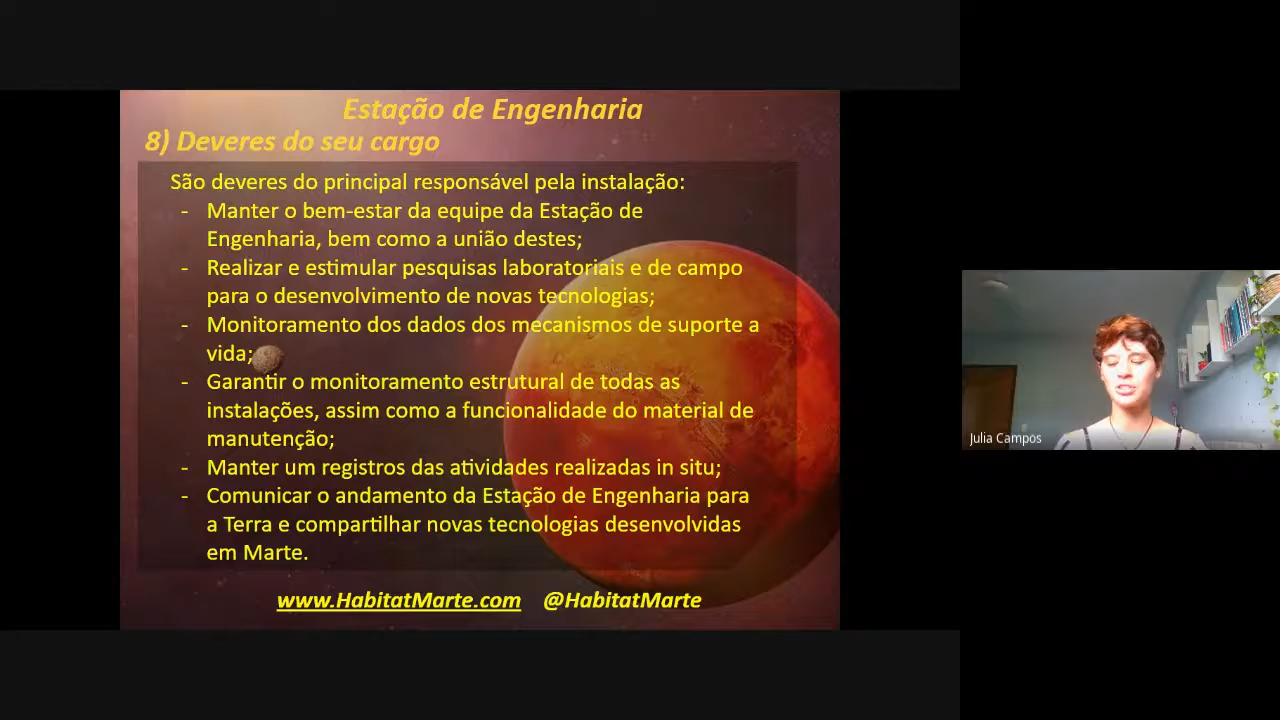 Estação de Engenharia
8) Deveres do seu cargo
São deveres do principal responsável pela instalação:
- Manter o bem-estar da equipe da Estação de
Engenharia, bem como a união destes;
- Realizar e estimular pesquisas laboratoriais e de campo
para o desenvolvimento de novas tecnologias;
- Monitoramento dos dados dos mecanismos de suporte a
vida;
- Garantir o monitoramento estrutural de todas as
instalações, assim como a funcionalidade do material de
manutenção;
- Manter um registros das atividades realizadas in situ;
- Comunicar o andamento da Estação de Engenharia para
a Terra e compartilhar novas tecnologias desenvolvidas
em Marte.
www.HabitatMarte.com @HabitatMarte
Julia Campos